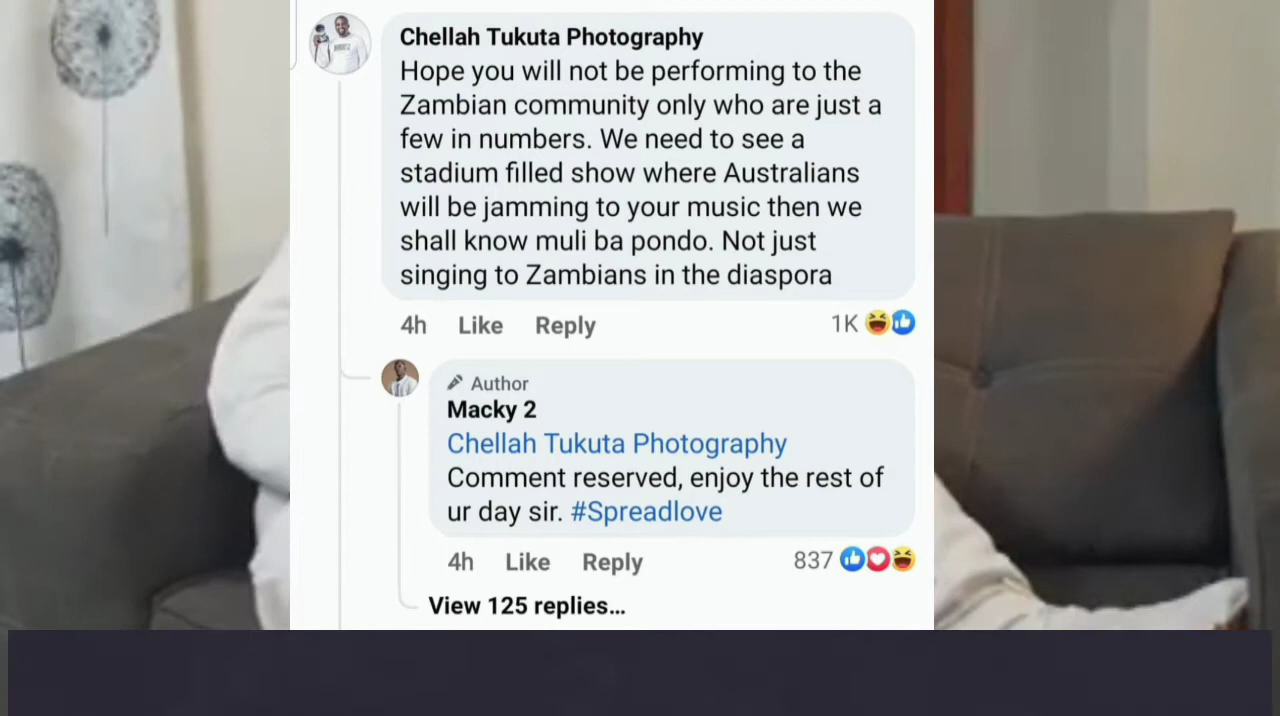 Chellah Tukuta Photography
Hope you will not be performing to the
Zambian community only who are just a
few in numbers. We need to see a
stadium filled show where Australians
will be jamming to your music then we
shall know muli ba pondo. Not just
singing to Zambians in the diaspora
4h Like Reply 1K
Author
Macky 2
Chellah Tukuta Photography
Comment reserved, enjoy the rest of
ur day sir. #Spreadlove
4h Like Reply 837
View 125 replies...